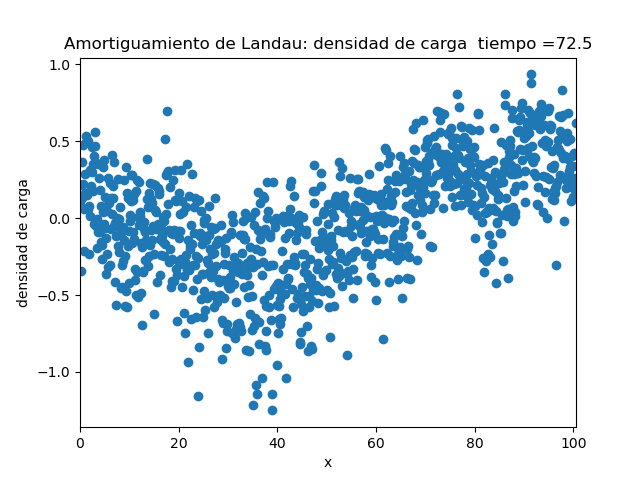 Amortiguamiento de Landau: densidad de carga  tiempo =72.5
1.0
0.5
0.0
−0.5
−1.0
densidad de carga
0 20 40 60 80 100
x